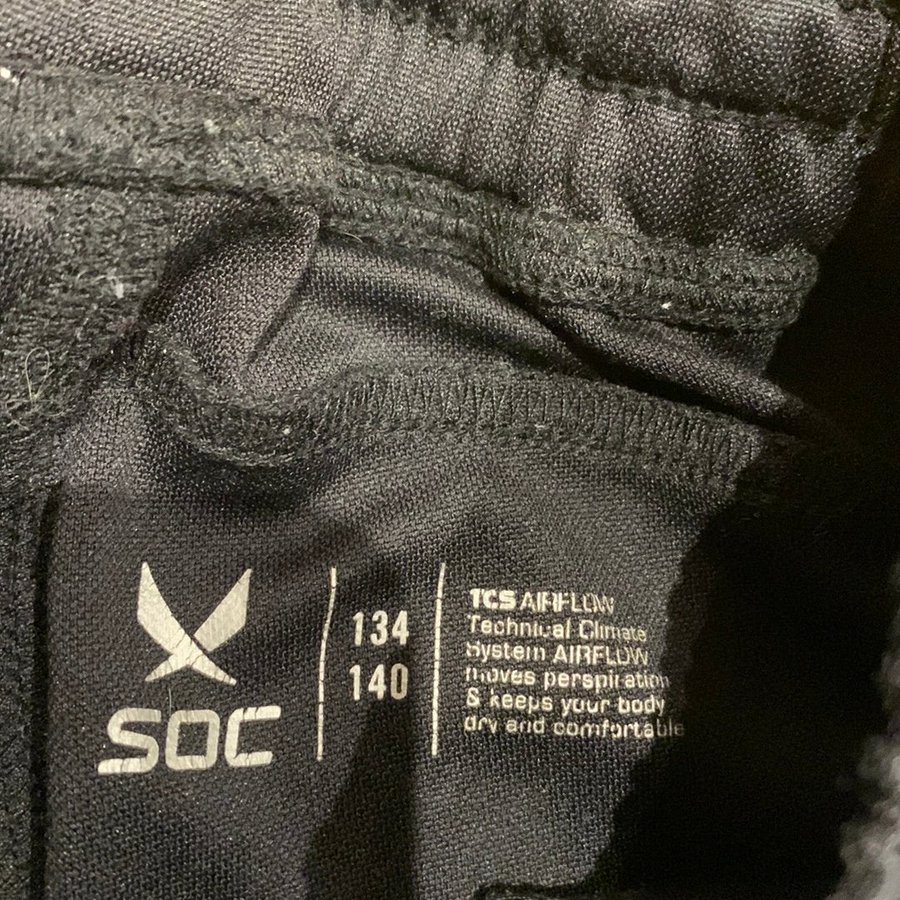 SOC
134
140
TCS AIRFLOW
Technical Climate
System AIRFLOW
moves perspiration
& keeps your body
dry and comfortable